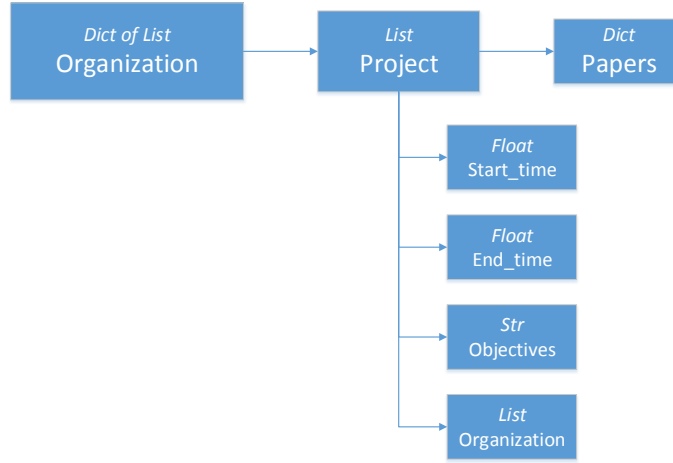 Dict of List
Organization
List
Project
Dict
Papers
Float
Start_time
Float
End_time
Str
Objectives
List
Organization